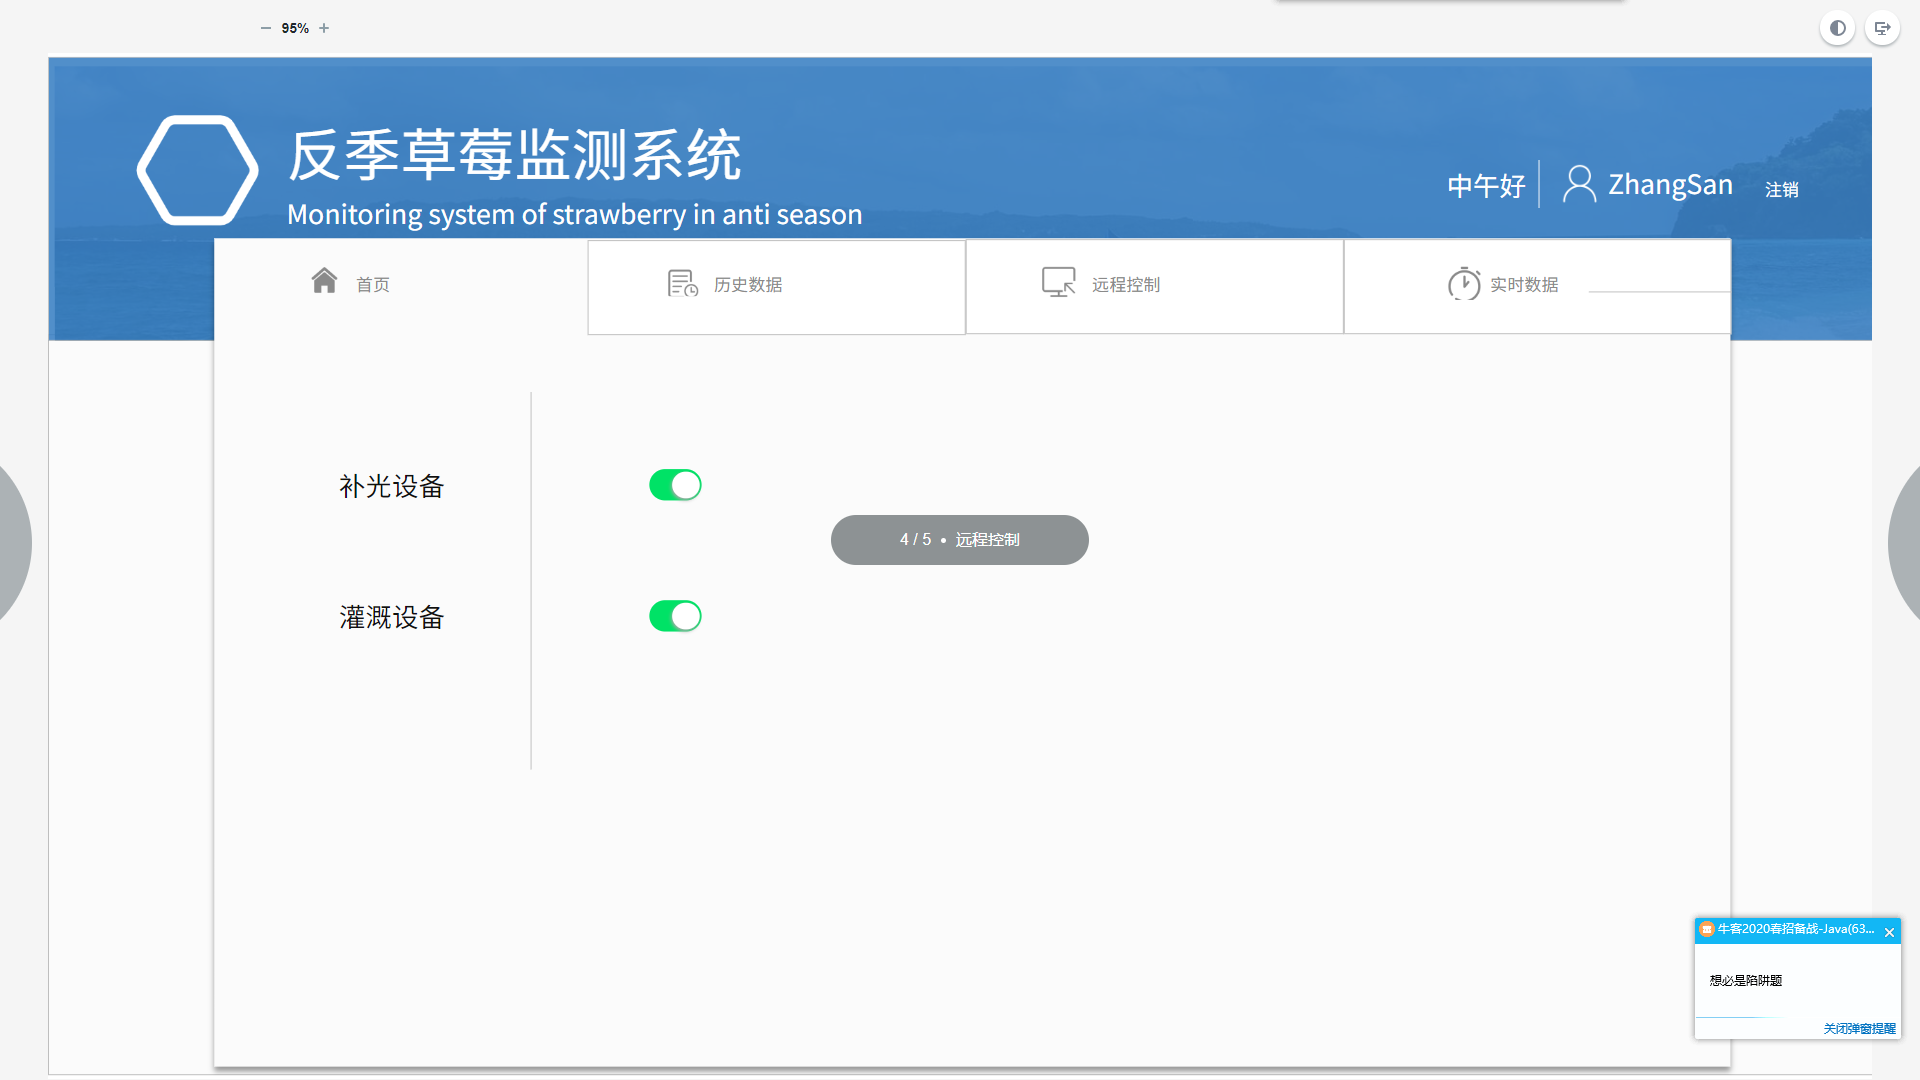 95%
反季草莓监测系统
Monitoring system of strawberry in anti season
中午好
ZhangSan
注销
首页
历史数据
远程控制
实时数据
补光设备
4 / 5 • 远程控制
灌溉设备
牛客2020春招备战-Java(63...
想必是陷阱题
关闭弹窗提醒